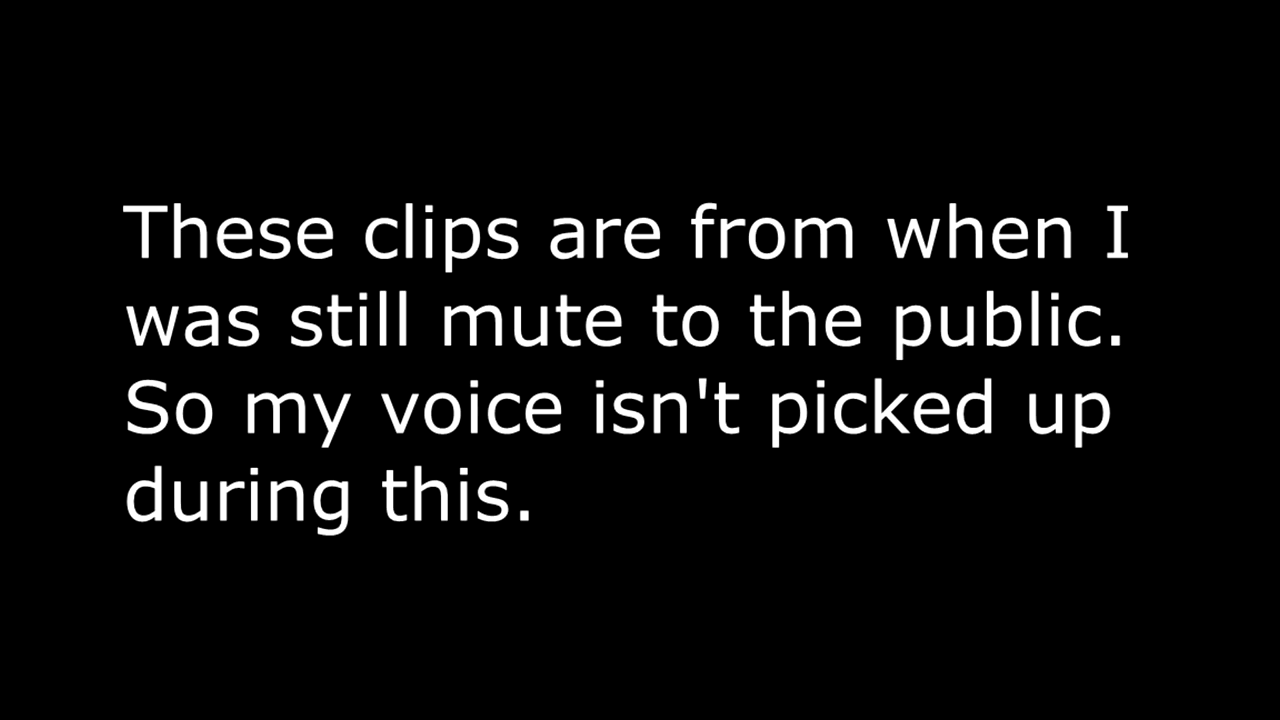 These clips are from when I
was still mute to the public.
So my voice isn't picked up
during this.